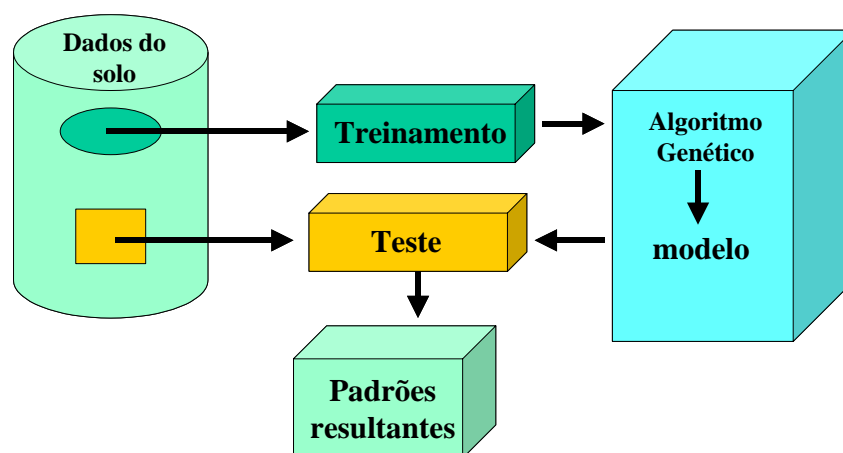 Dados do
solo
Treinamento
Algoritmo
Genético
Teste
modelo
Padrões
resultantes